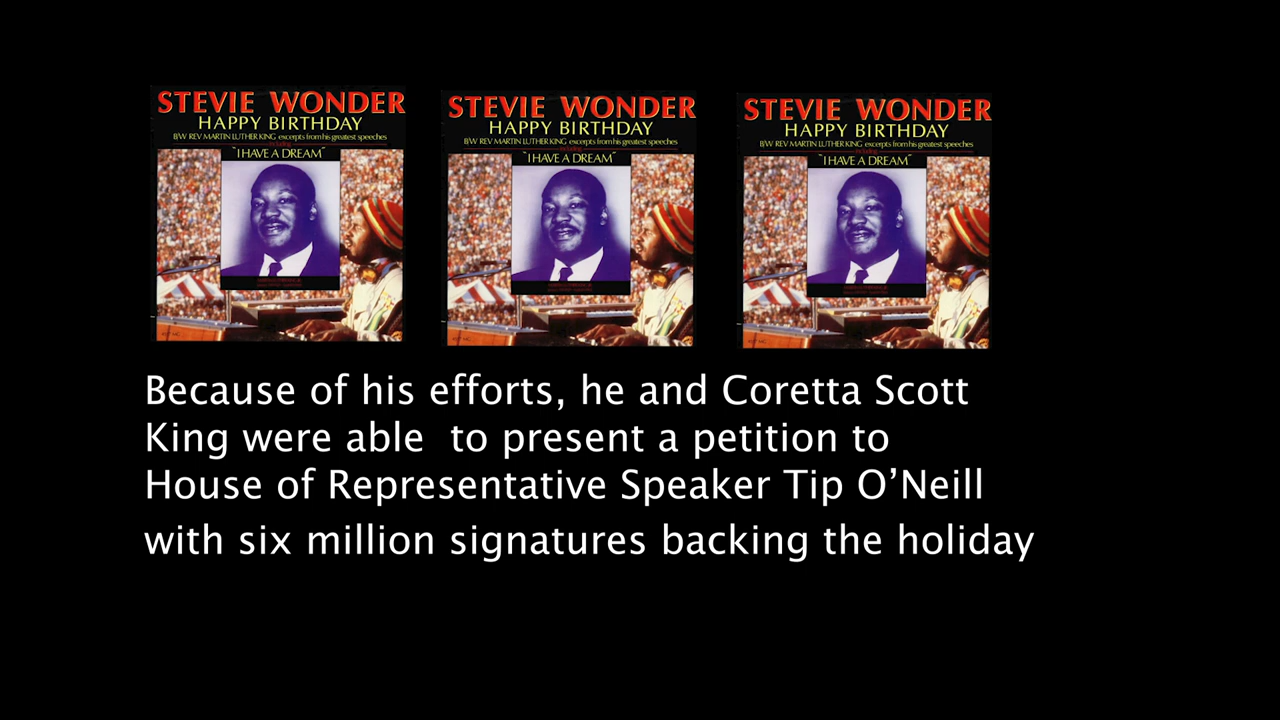 STEVIE WONDER
HAPPY BIRTHDAY
B/W REV MARTIN LUTHER KING excerpts from his greatest speeches
including
"I HAVE A DREAM"
STEVIE WONDER
HAPPY BIRTHDAY
B/W REV MARTIN LUTHER KING excerpts from his greatest speeches
including
"I HAVE A DREAM"
STEVIE WONDER
HAPPY BIRTHDAY
B/W REV MARTIN LUTHER KING excerpts from his greatest speeches
including
"I HAVE A DREAM"
Because of his efforts, he and Coretta Scott
King were able to present a petition to
House of Representative Speaker Tip O’Neill
with six million signatures backing the holiday